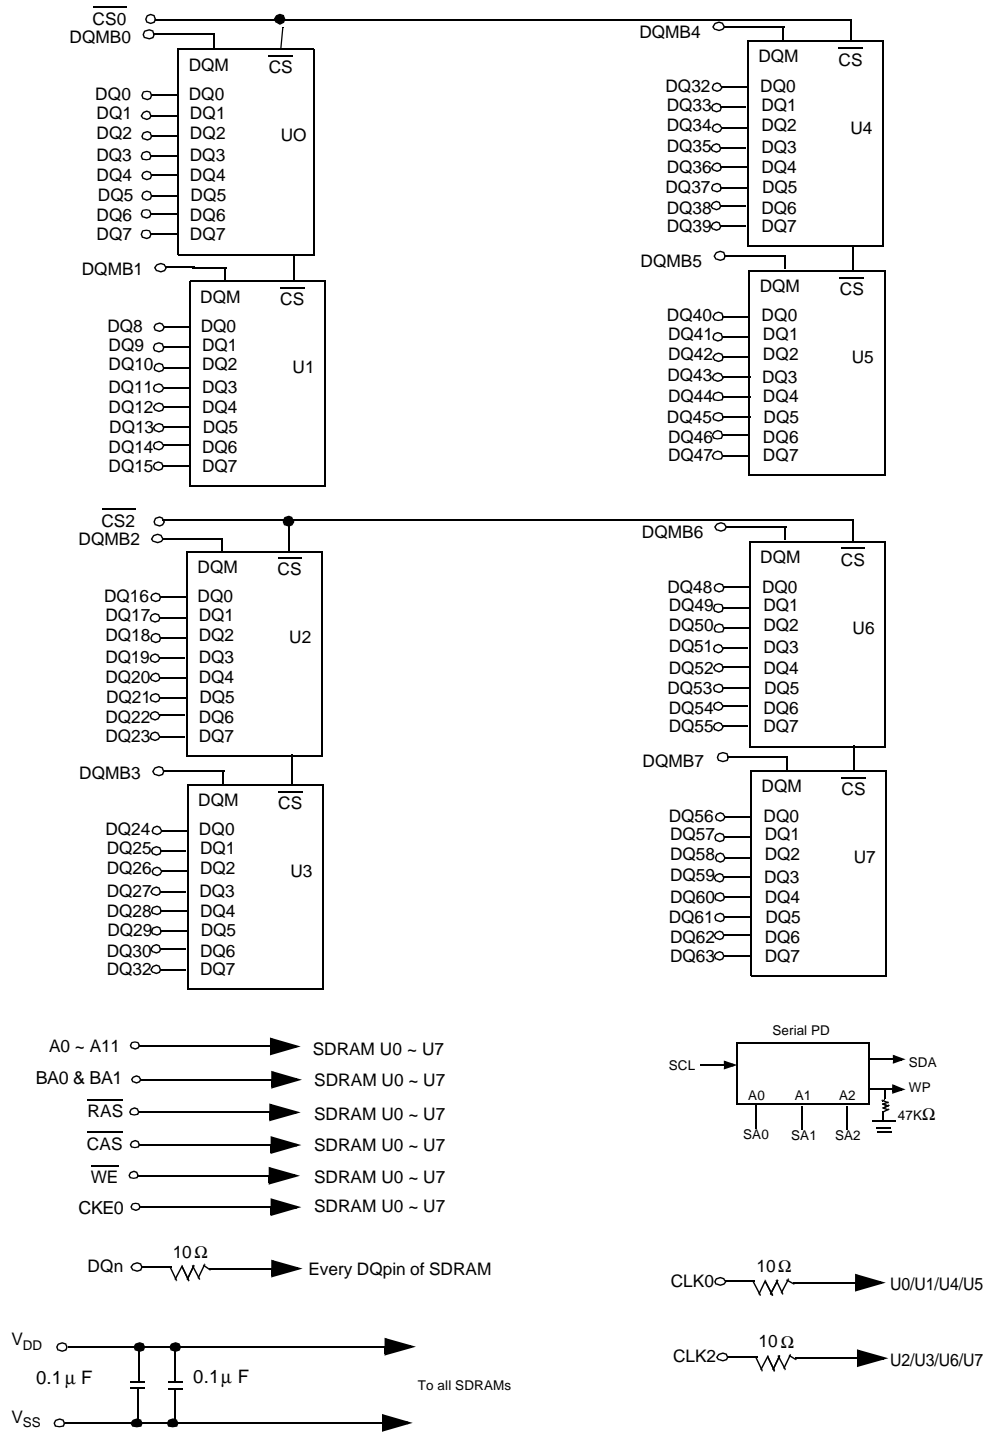 CS0
DQMB0
DQM CS
DQ0 DQ0
DQ1 DQ1
DQ2 DQ2
UO
DQ3 DQ3
DQ4 DQ4
DQ5 DQ5
DQ6 DQ6
DQ7 DQ7
DQMB1
DQM CS
DQ8 DQ0
DQ9 DQ1
DQ10 DQ2
U1
DQ11 DQ3
DQ12 DQ4
DQ13 DQ5
DQ14 DQ6
DQ15 DQ7
DQMB4
DQM CS
DQ32 DQ0
DQ33 DQ1
DQ34 DQ2
U4
DQ35 DQ3
DQ36 DQ4
DQ37 DQ5
DQ38 DQ6
DQ39 DQ7
DQMB5
DQM CS
DQ40 DQ0
DQ41 DQ1
DQ42 DQ2
U5
DQ43 DQ3
DQ44 DQ4
DQ45 DQ5
DQ46 DQ6
DQ47 DQ7
CS2
DQMB2
DQM CS
DQ16 DQ0
DQ17 DQ1
DQ18 DQ2
U2
DQ19 DQ3
DQ20 DQ4
DQ21 DQ5
DQ22 DQ6
DQ23 DQ7
DQMB3
DQM CS
DQ24 DQ0
DQ25 DQ1
DQ26 DQ2
U3
DQ27 DQ3
DQ28 DQ4
DQ29 DQ5
DQ30 DQ6
DQ32 DQ7
DQMB6
DQM CS
DQ48 DQ0
DQ49 DQ1
DQ50 DQ2
U6
DQ51 DQ3
DQ52 DQ4
DQ53 DQ5
DQ54 DQ6
DQ55 DQ7
DQMB7
DQM CS
DQ56 DQ0
DQ57 DQ1
DQ58 DQ2
U7
DQ59 DQ3
DQ60 DQ4
DQ61 DQ5
DQ62 DQ6
DQ63 DQ7
A0 ~ A11 SDRAM U0 ~ U7
BA0 & BA1 SDRAM U0 ~ U7
RAS SDRAM U0 ~ U7
CAS SDRAM U0 ~ U7
WE SDRAM U0 ~ U7
CKE0 SDRAM U0 ~ U7
Serial PD
SCL SDA
WP
A0 A1 A2
47KΩ
SA0 SA1 SA2
10Ω
DQn Every DQpin of SDRAM
10Ω
CLK0 U0/U1/U4/U5
10Ω
CLK2 U2/U3/U6/U7
VDD
0.1μ F 0.1μ F
To all SDRAMs
VSS